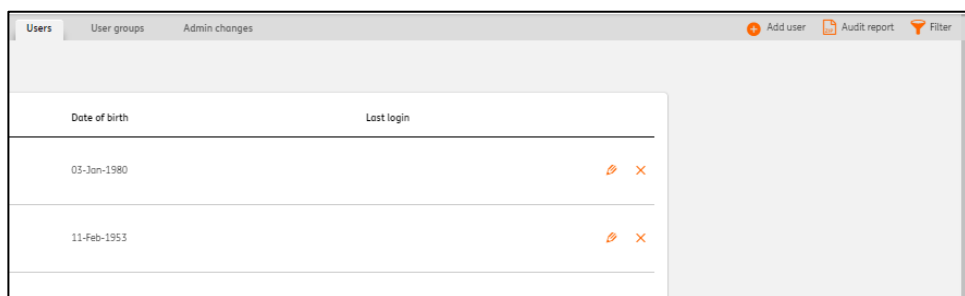 Users User groups Admin changes Add user Audit report Filter
Date of birth Last login
03-Jan-1980
11-Feb-1953